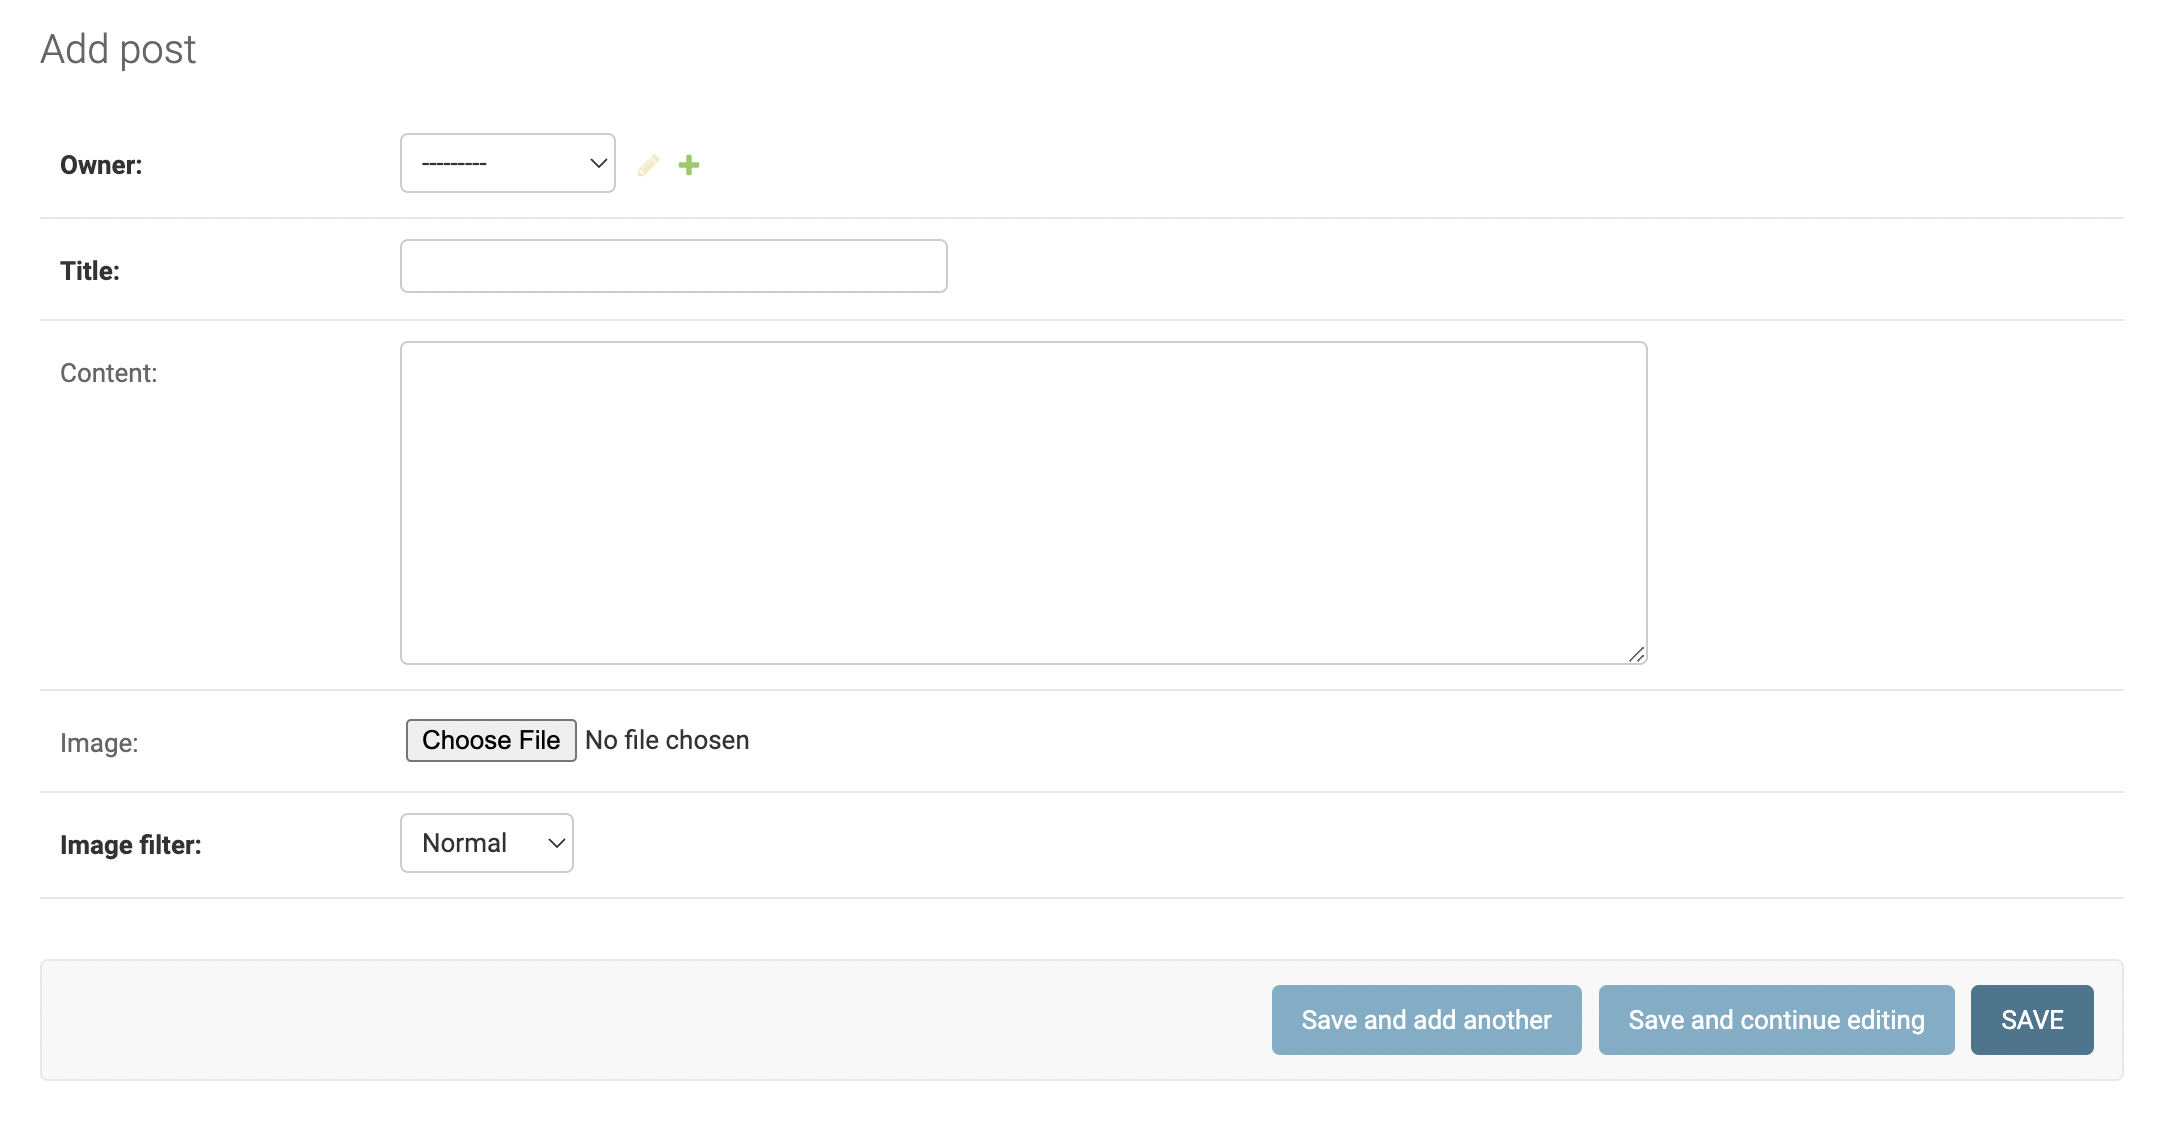 Add post
Owner: ---------
Title:
Content:
Image: Choose File No file chosen
Image filter: Normal
Save and add another Save and continue editing SAVE